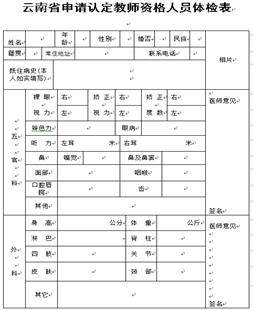 云南省申请认定教师资格人员体检表
姓名 年龄 性别 婚否 民族 相片
籍贯 常住地址 联系电话
既往病史(本人如实填写)
五官科 裸眼视力 右 左 矫正视力 右 左 矫正度数 右 左 医师意见
辨色力 眼病
听力 左耳 米 右耳 米
鼻 嗅觉 鼻及鼻窦
面部 咽喉
口腔唇腭 齿
其他 签名
外科 身高 公分 体重 公斤 医师意见
淋巴 脊柱
四肢 关节
皮肤 颈部
其它 签名